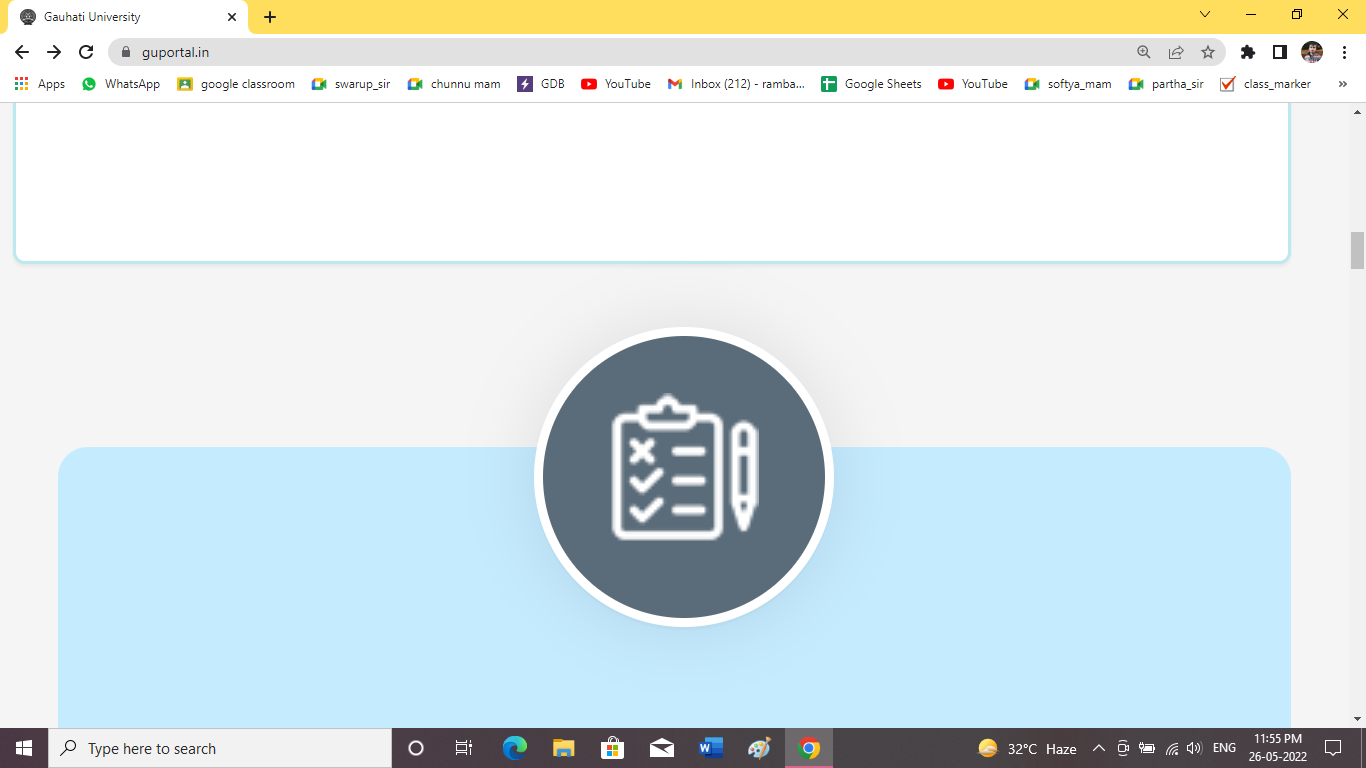 Gauhati University
guportal.in
Apps WhatsApp google classroom swarup_sir chunnu mam GDB YouTube Inbox (212) - ramba... Google Sheets YouTube softya_mam partha_sir class_marker »
Type here to search 32°C Haze ENG 11:55 PM
26-05-2022